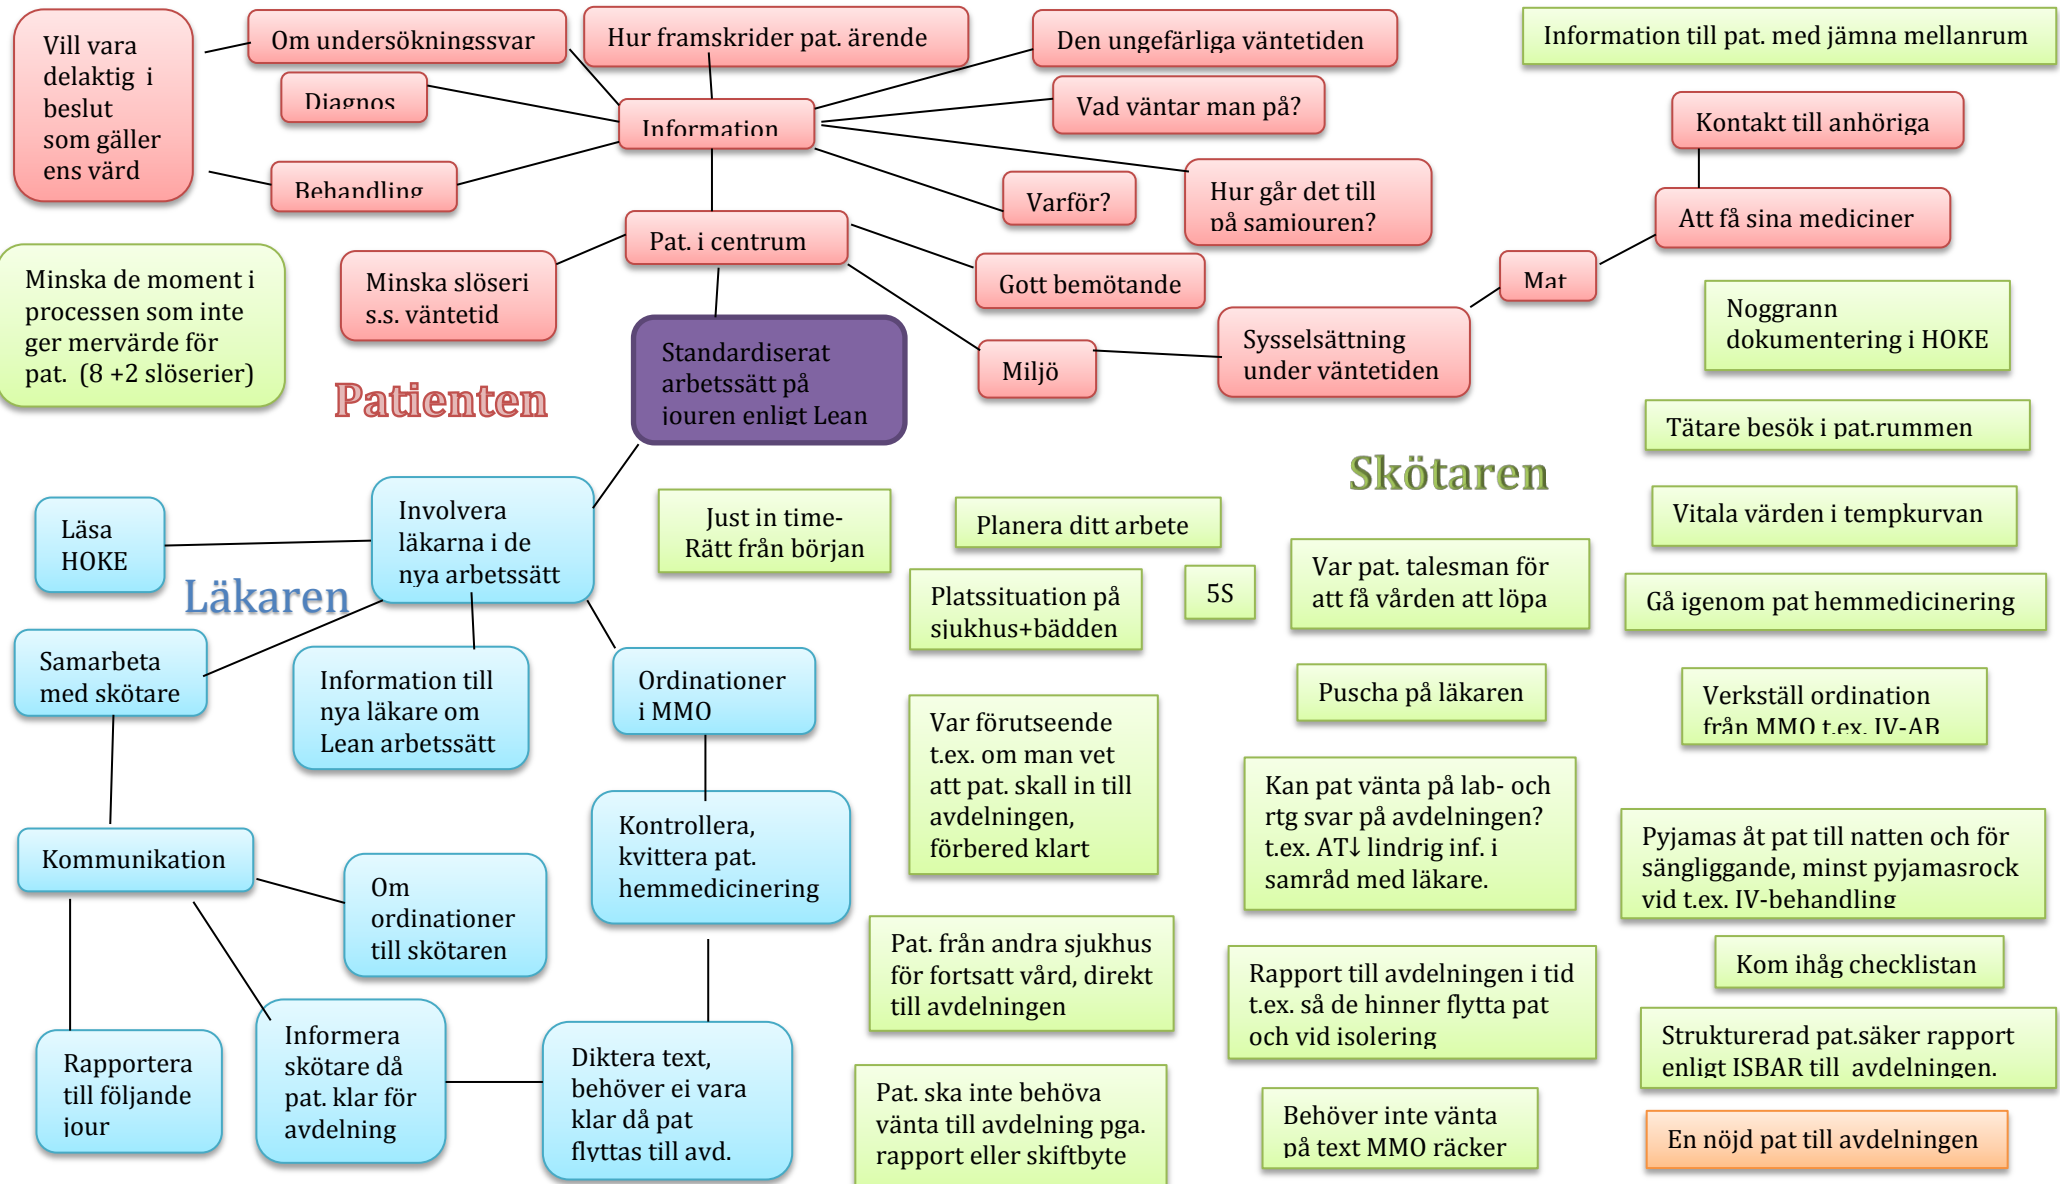 Vill vara
delaktig i
beslut
som gäller
ens värd
Om undersökningssvar
Hur framskrider pat. ärende
Den ungefärliga väntetiden
Information till pat. med jämna mellanrum
Diagnos
Information
Vad väntar man på?
Kontakt till anhöriga
Behandling
Varför?
Hur går det till
på samjouren?
Att få sina mediciner
Pat. i centrum
Minska de moment i
processen som inte
ger mervärde för
pat. (8 +2 slöserier)
Minska slöseri
s.s. väntetid
Gott bemötande
Mat
Noggrann
dokumentering i HOKE
Standardiserat
arbetssätt på
jouren enligt Lean
Miljö
Sysselsättning
under väntetiden
Patienten
Tätare besök i pat.rummen
Skötaren
Läsa
HOKE
Involvera
läkarna i de
nya arbetssätt
Just in time-
Rätt från början
Planera ditt arbete
Vitala värden i tempkurvan
Läkaren
Platssituation på
sjukhus+bädden
5S
Var pat. talesman för
att få vården att löpa
Gå igenom pat hemmedicinering
Samarbeta
med skötare
Information till
nya läkare om
Lean arbetssätt
Ordinationer
i MMO
Puscha på läkaren
Verkställ ordination
från MMO t.ex. IV-AB
Var förutseende
t.ex. om man vet
att pat. skall in till
avdelningen,
förbered klart
Kan pat vänta på lab- och
rtg svar på avdelningen?
t.ex. AT↓ lindrig inf. i
samråd med läkare.
Kommunikation
Om
ordinationer
till skötaren
Kontrollera,
kvittera pat.
hemmedicinering
Pyjamas åt pat till natten och för
sängliggande, minst pyjamasrock
vid t.ex. IV-behandling
Pat. från andra sjukhus
för fortsatt vård, direkt
till avdelningen
Rapport till avdelningen i tid
t.ex. så de hinner flytta pat
och vid isolering
Kom ihåg checklistan
Rapportera
till följande
jour
Informera
skötare då
pat. klar för
avdelning
Diktera text,
behöver ei vara
klar då pat
flyttas till avd.
Strukturerad pat.säker rapport
enligt ISBAR till avdelningen.
Pat. ska inte behöva
vänta till avdelning pga.
rapport eller skiftbyte
Behöver inte vänta
på text MMO räcker
En nöjd pat till avdelningen